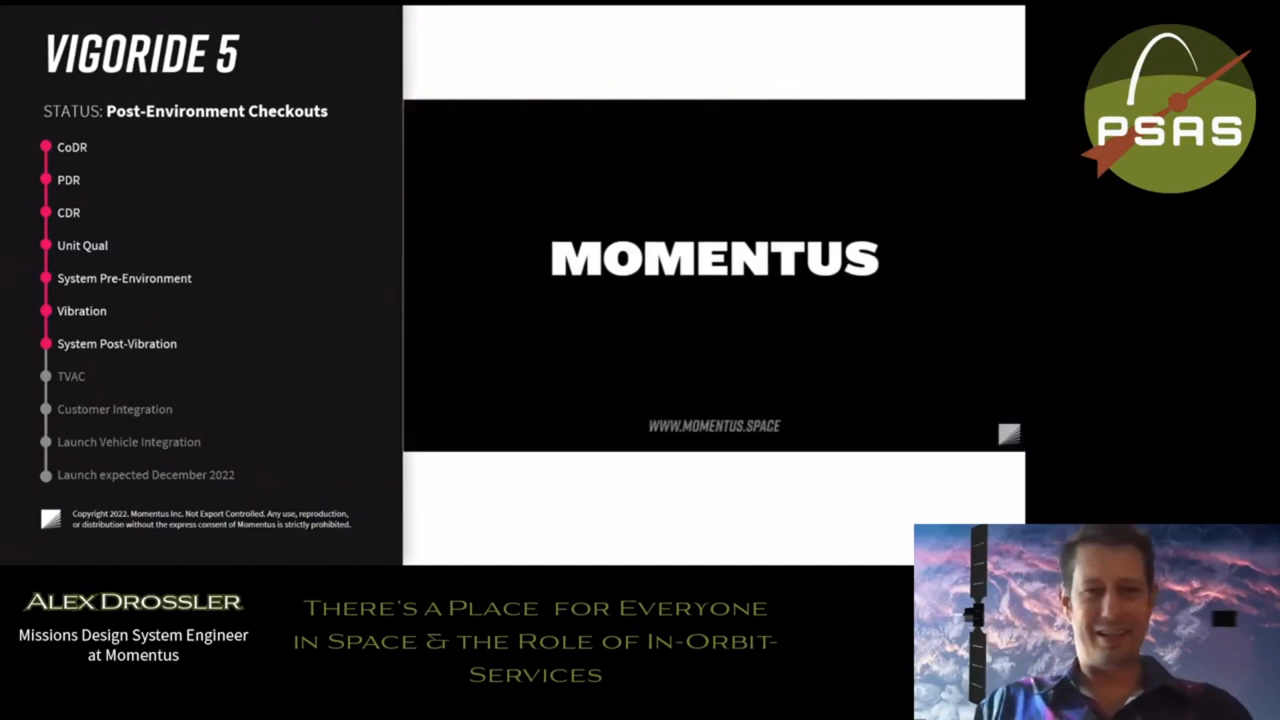 VIGORIDE 5
STATUS: Post-Environment Checkouts
CoDR
PDR
CDR
Unit Qual
System Pre-Environment
Vibration
System Post-Vibration
TVAC
Customer Integration
Launch Vehicle Integration
Launch expected December 2022
Copyright 2022. Momentus Inc. Not Export Controlled. Any use, reproduction,
or distribution without the express consent of Momentus is strictly prohibited.
MOMENTUS
WWW.MOMENTUS.SPACE
PSAS
ALEX DROSSLER
Missions Design System Engineer
at Momentus
THERE'S A PLACE FOR EVERYONE
IN SPACE & THE ROLE OF IN-ORBIT-
SERVICES